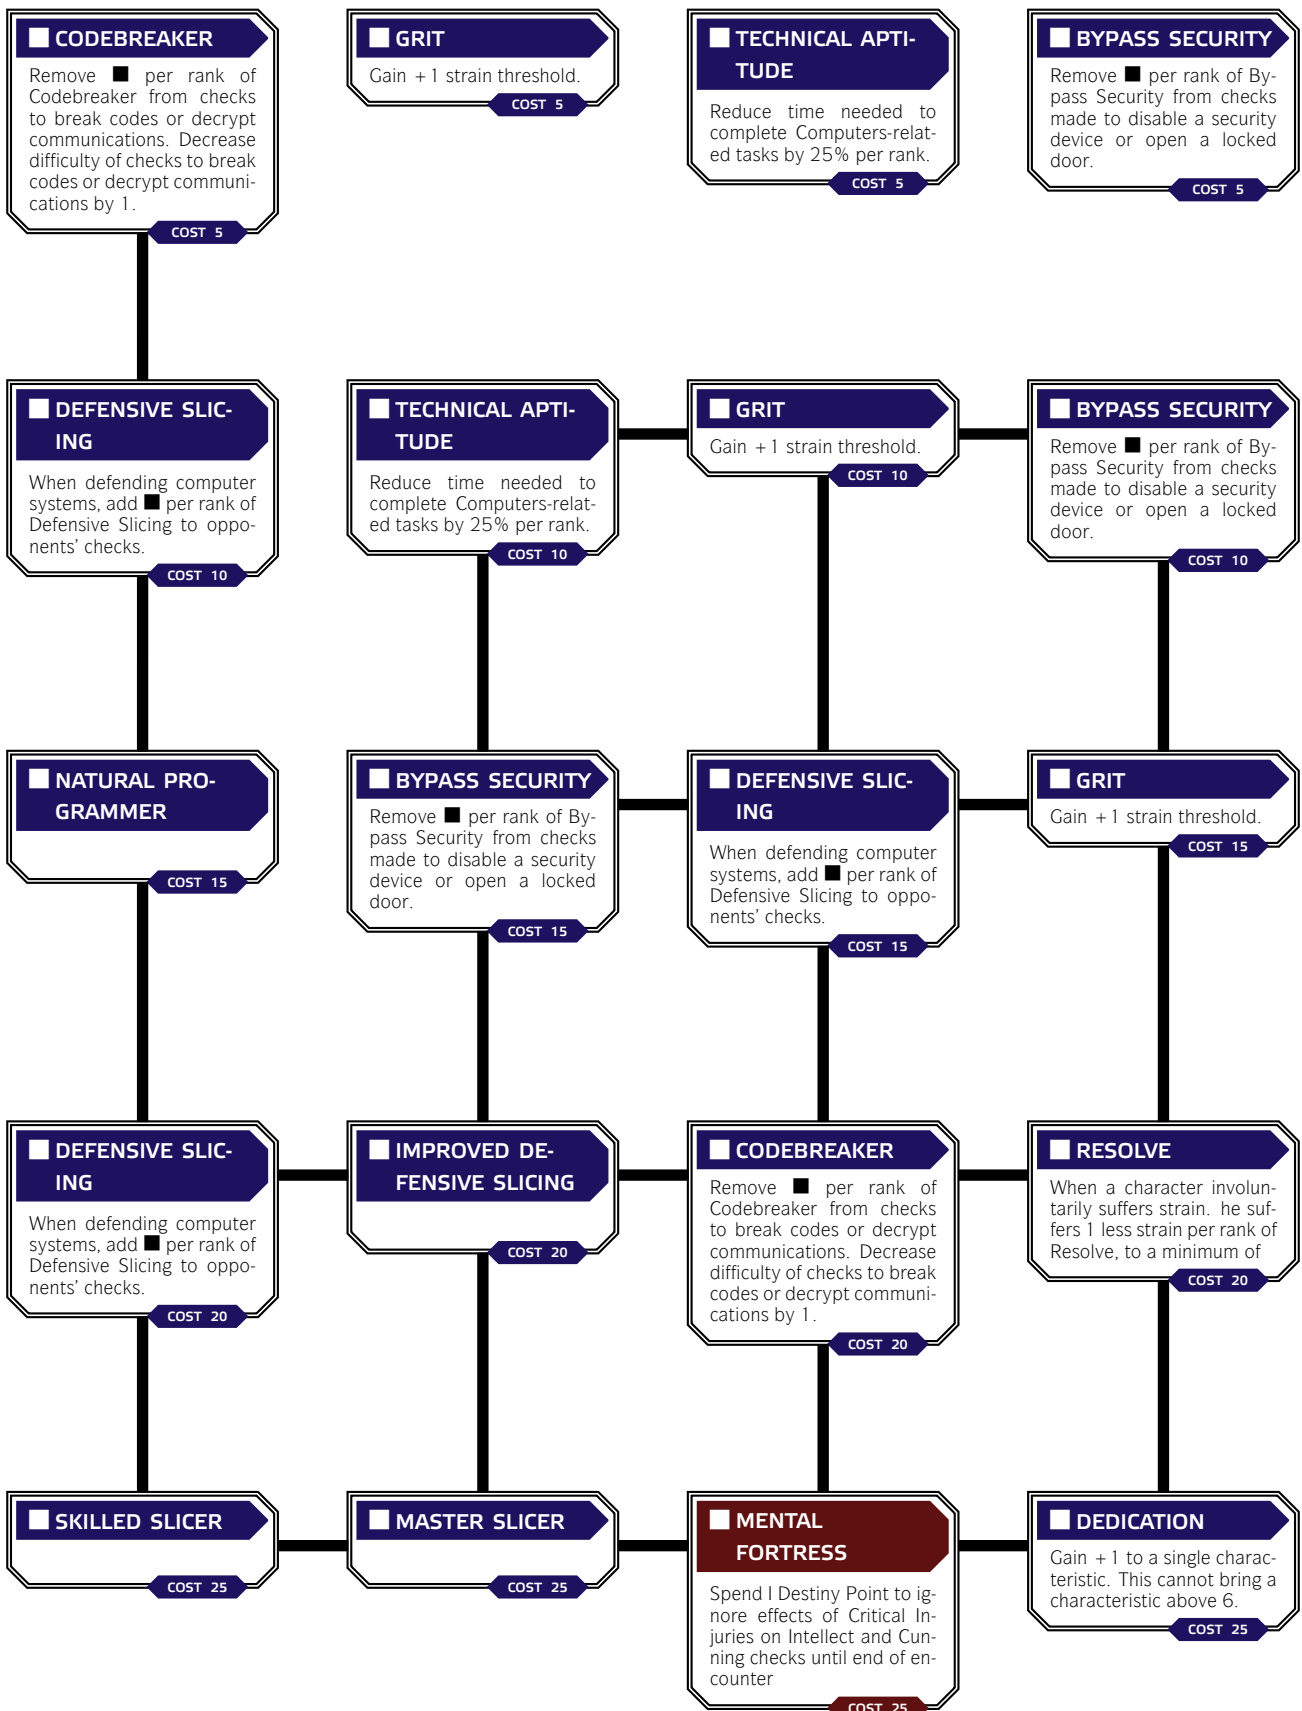 CODEBREAKER
Remove ■ per rank of
Codebreaker from checks
to break codes or decrypt
communications. Decrease
difficulty of checks to break
codes or decrypt communi-
cations by 1.
COST 5
GRIT
Gain +1 strain threshold.
COST 5
TECHNICAL APTI-
TUDE
Reduce time needed to
complete Computers-relat-
ed tasks by 25% per rank.
COST 5
BYPASS SECURITY
Remove ■ per rank of By-
pass Security from checks
made to disable a security
device or open a locked
door.
COST 5
DEFENSIVE SLIC-
ING
When defending computer
systems, add ■ per rank of
Defensive Slicing to oppo-
nents' checks.
COST 10
TECHNICAL APTI-
TUDE
Reduce time needed to
complete Computers-relat-
ed tasks by 25% per rank.
COST 10
GRIT
Gain +1 strain threshold.
COST 10
BYPASS SECURITY
Remove ■ per rank of By-
pass Security from checks
made to disable a security
device or open a locked
door.
COST 10
NATURAL PRO-
GRAMMER
COST 15
BYPASS SECURITY
Remove ■ per rank of By-
pass Security from checks
made to disable a security
device or open a locked
door.
COST 15
DEFENSIVE SLIC-
ING
When defending computer
systems, add ■ per rank of
Defensive Slicing to oppo-
nents' checks.
COST 15
GRIT
Gain +1 strain threshold.
COST 15
DEFENSIVE SLIC-
ING
When defending computer
systems, add ■ per rank of
Defensive Slicing to oppo-
nents' checks.
COST 20
IMPROVED DE-
FENSIVE SLICING
COST 20
CODEBREAKER
Remove ■ per rank of
Codebreaker from checks
to break codes or decrypt
communications. Decrease
difficulty of checks to break
codes or decrypt communi-
cations by 1.
COST 20
RESOLVE
When a character involun-
tarily suffers strain. he suf-
fers 1 less strain per rank of
Resolve, to a minimum of
COST 20
SKILLED SLICER
COST 25
MASTER SLICER
COST 25
MENTAL
FORTRESS
Spend I Destiny Point to ig-
nore effects of Critical In-
juries on Intellect and Cun-
ning checks until end of en-
counter
COST 25
DEDICATION
Gain +1 to a single charac-
teristic. This cannot bring a
characteristic above 6.
COST 25